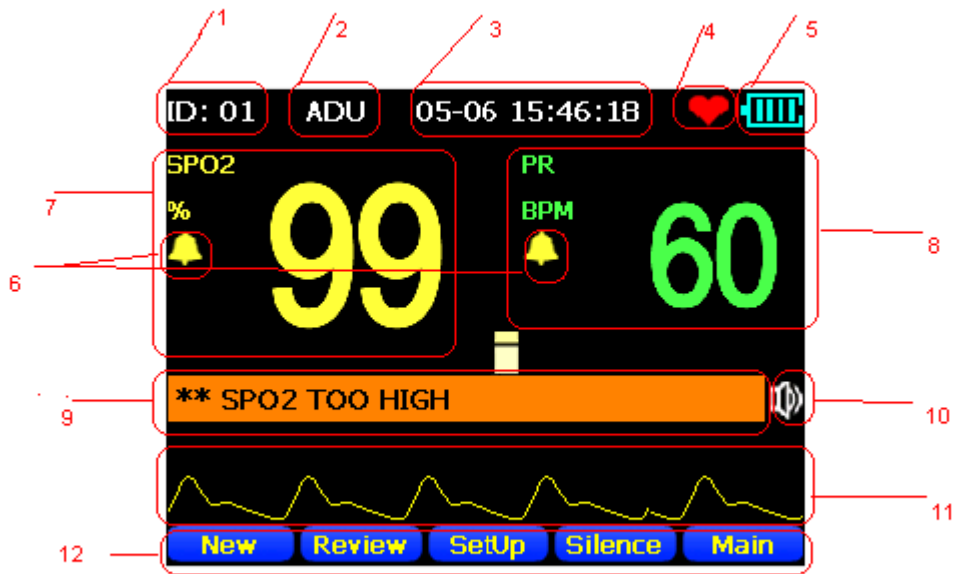 1 2 3 4 5
ID: 01 ADU 05-06 15:46:18
SPO2 PR
7
% BPM
99 60
8
6
** SPO2 TOO HIGH
9 10
11
New Review SetUp Silence Main
12